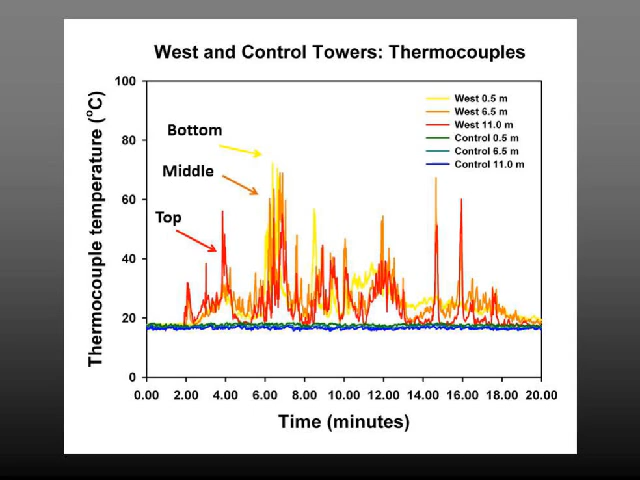 West and Control Towers: Thermocouples
Thermocouple temperature (°C)
100
80
60
40
20
0
Bottom
Middle
Top
West 0.5 m
West 6.5 m
West 11.0 m
Control 0.5 m
Control 6.5 m
Control 11.0 m
0.00 2.00 4.00 6.00 8.00 10.00 12.00 14.00 16.00 18.00 20.00
Time (minutes)